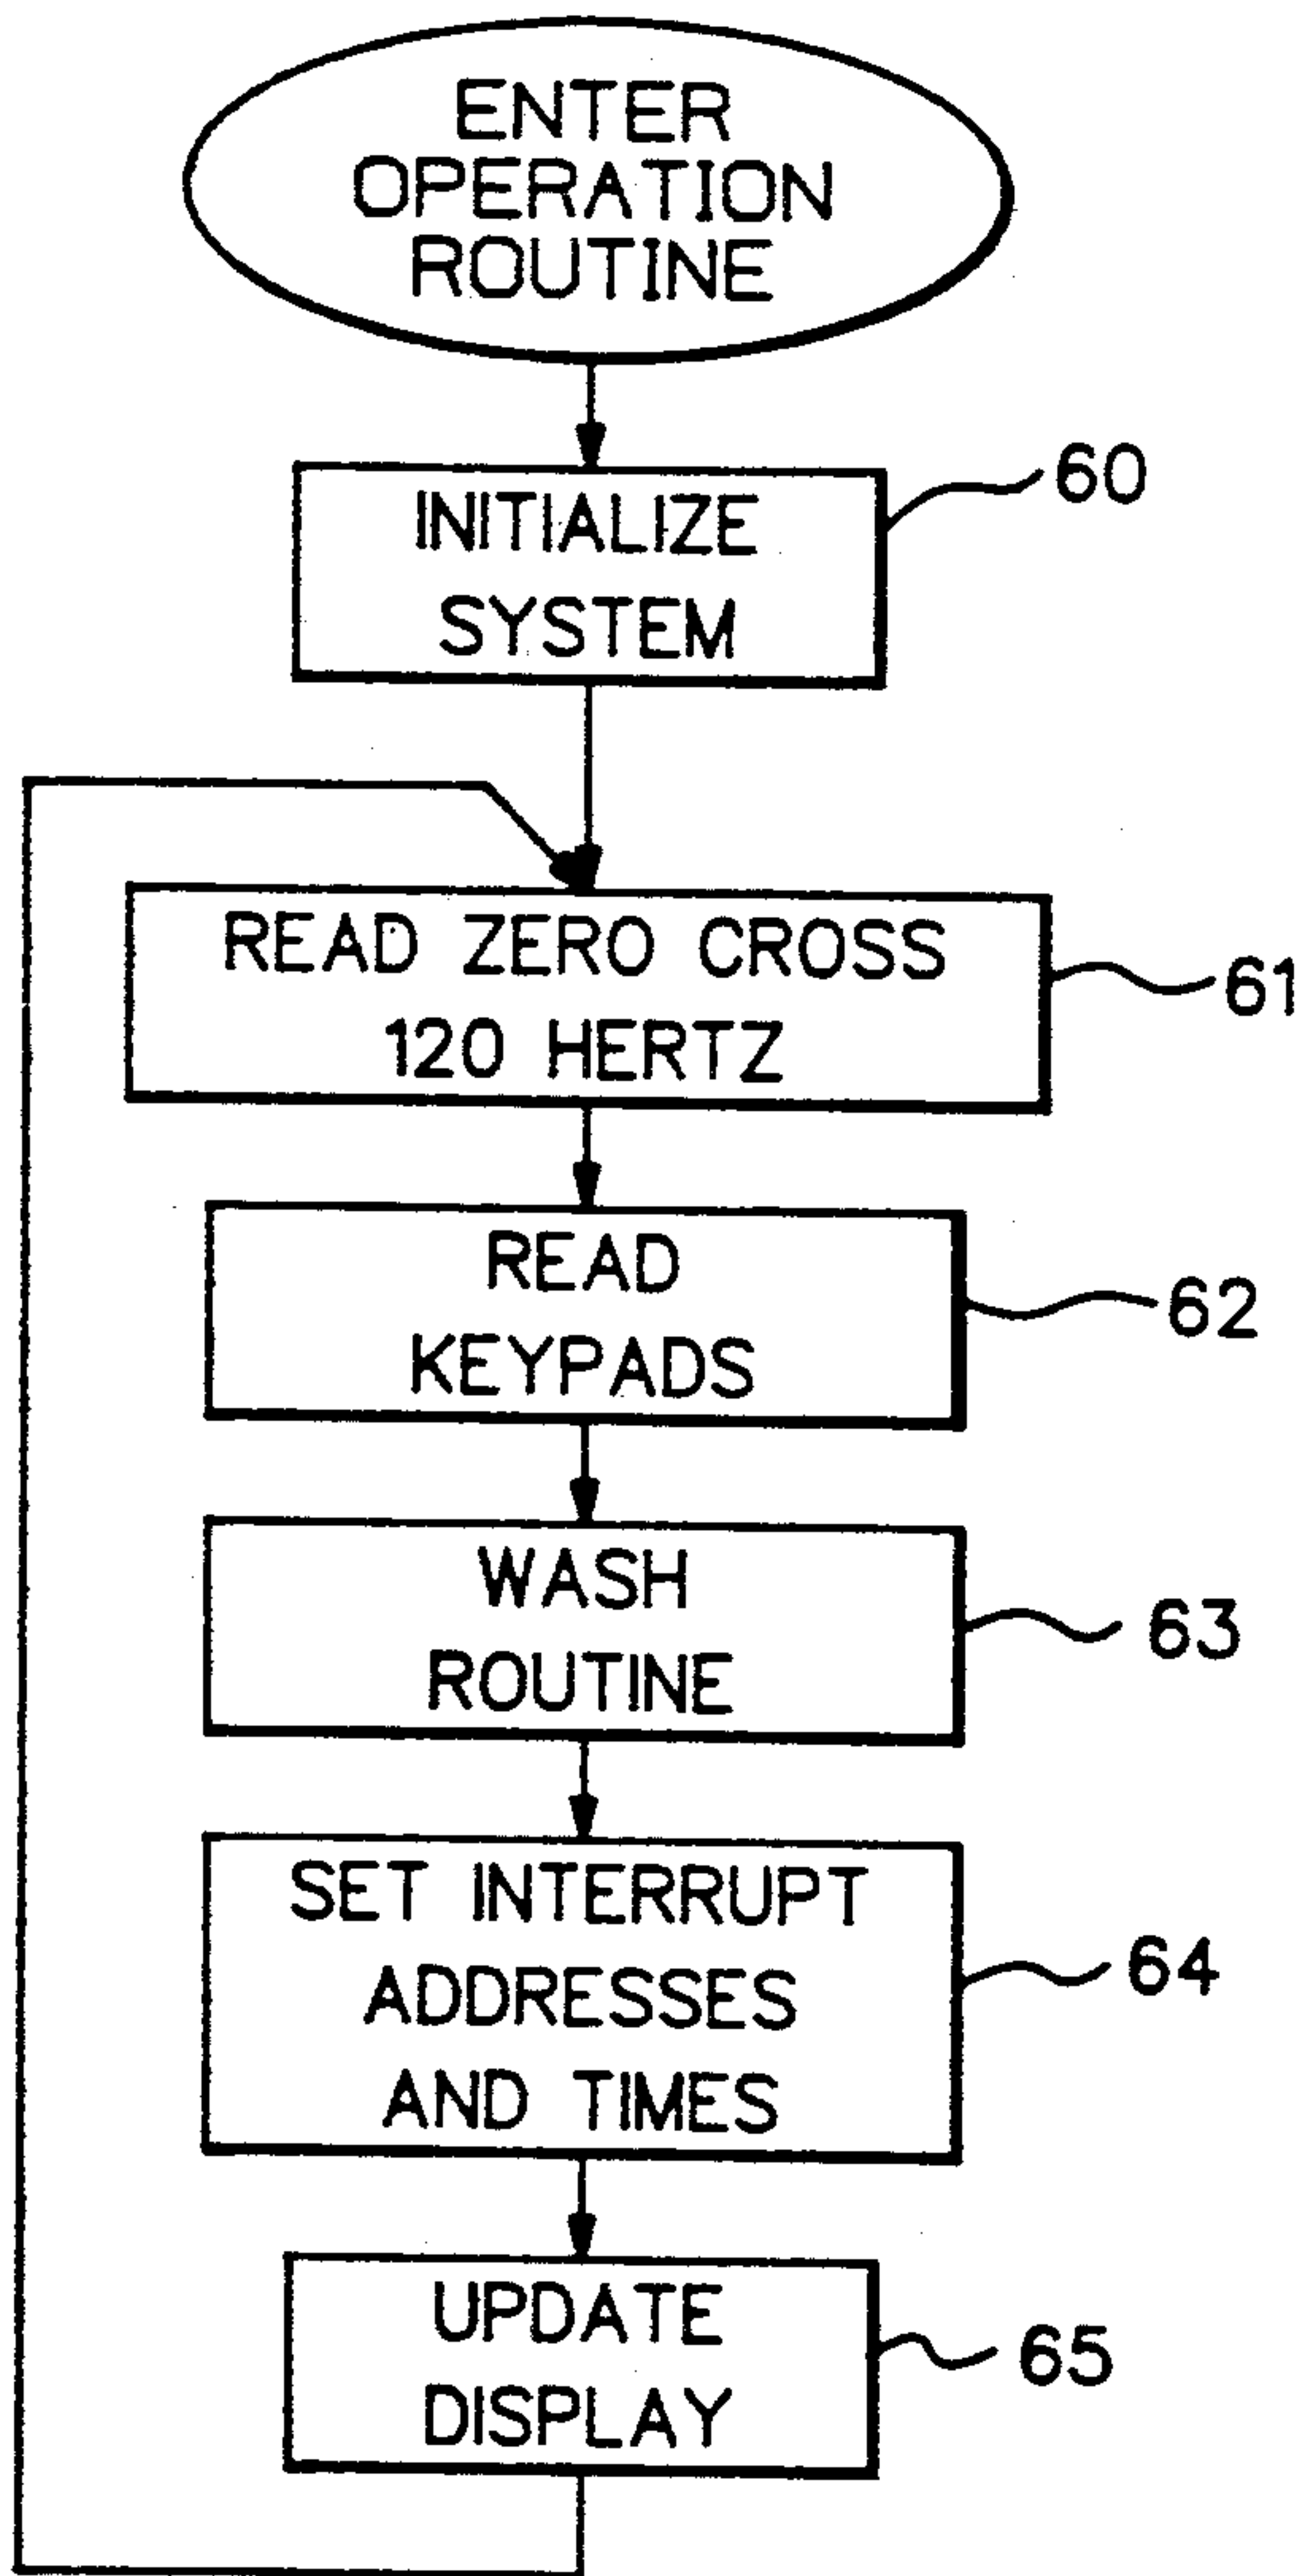 ENTER
OPERATION
ROUTINE
INITIALIZE
SYSTEM
60
READ ZERO CROSS
120 HERTZ
61
READ
KEYPADS
62
WASH
ROUTINE
63
SET INTERRUPT
ADDRESSES
AND TIMES
64
UPDATE
DISPLAY
65